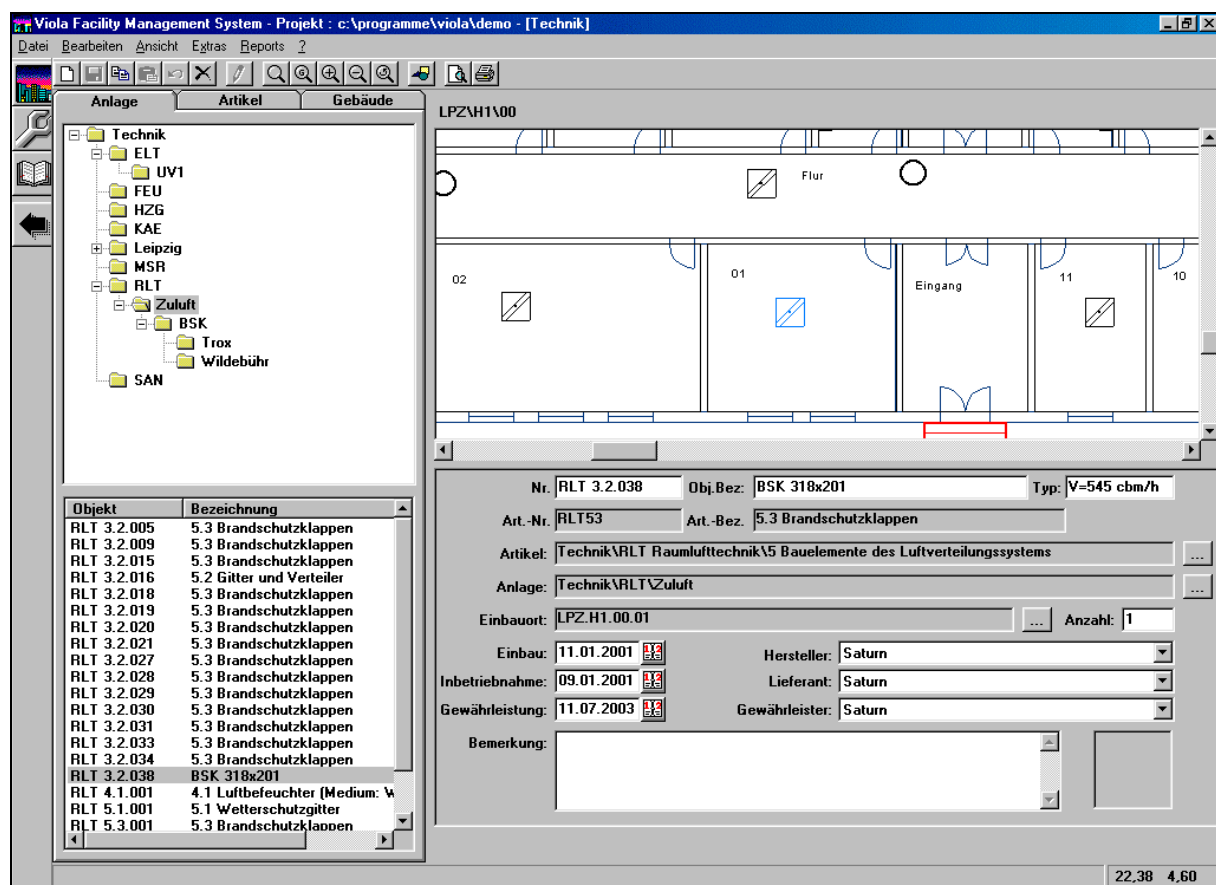 Viola Facility Management System - Projekt : c:\programme\viola\demo - [Technik]
Datei Bearbeiten Ansicht Extras Reports ?
Anlage Artikel Gebäude
Technik
ELT
UV1
FEU
HZG
KAE
Leipzig
MSR
RLT
Zuluft
BSK
Trox
Wildebühr
SAN
Objekt Bezeichnung
RLT 3.2.005 5.3 Brandschutzklappen
RLT 3.2.009 5.3 Brandschutzklappen
RLT 3.2.015 5.3 Brandschutzklappen
RLT 3.2.016 5.2 Gitter und Verteiler
RLT 3.2.018 5.3 Brandschutzklappen
RLT 3.2.019 5.3 Brandschutzklappen
RLT 3.2.020 5.3 Brandschutzklappen
RLT 3.2.021 5.3 Brandschutzklappen
RLT 3.2.027 5.3 Brandschutzklappen
RLT 3.2.028 5.3 Brandschutzklappen
RLT 3.2.029 5.3 Brandschutzklappen
RLT 3.2.030 5.3 Brandschutzklappen
RLT 3.2.031 5.3 Brandschutzklappen
RLT 3.2.033 5.3 Brandschutzklappen
RLT 3.2.034 5.3 Brandschutzklappen
RLT 3.2.038 BSK 318x201
RLT 4.1.001 4.1 Luftbefeuchter (Medium: W
RLT 5.1.001 5.1 Wetterschutzgitter
RLT 5.3.001 5.3 Brandschutzklappen
LPZ\H1\00
Flur
02
01
Eingang
11
10
Nr. RLT 3.2.038 Obj.Bez: BSK 318x201 Typ: V=545 cbm/h
Art.-Nr. RLT53 Art.-Bez. 5.3 Brandschutzklappen
Artikel: Technik\RLT Raumlufttechnik\5 Bauelemente des Luftverteilungssystems ...
Anlage: Technik\RLT\Zuluft ...
Einbauort: LPZ.H1.00.01 ... Anzahl: 1
Einbau: 11.01.2001 Hersteller: Saturn
Inbetriebnahme: 09.01.2001 Lieferant: Saturn
Gewährleistung: 11.07.2003 Gewährleister: Saturn
Bemerkung:
22,38 4,60